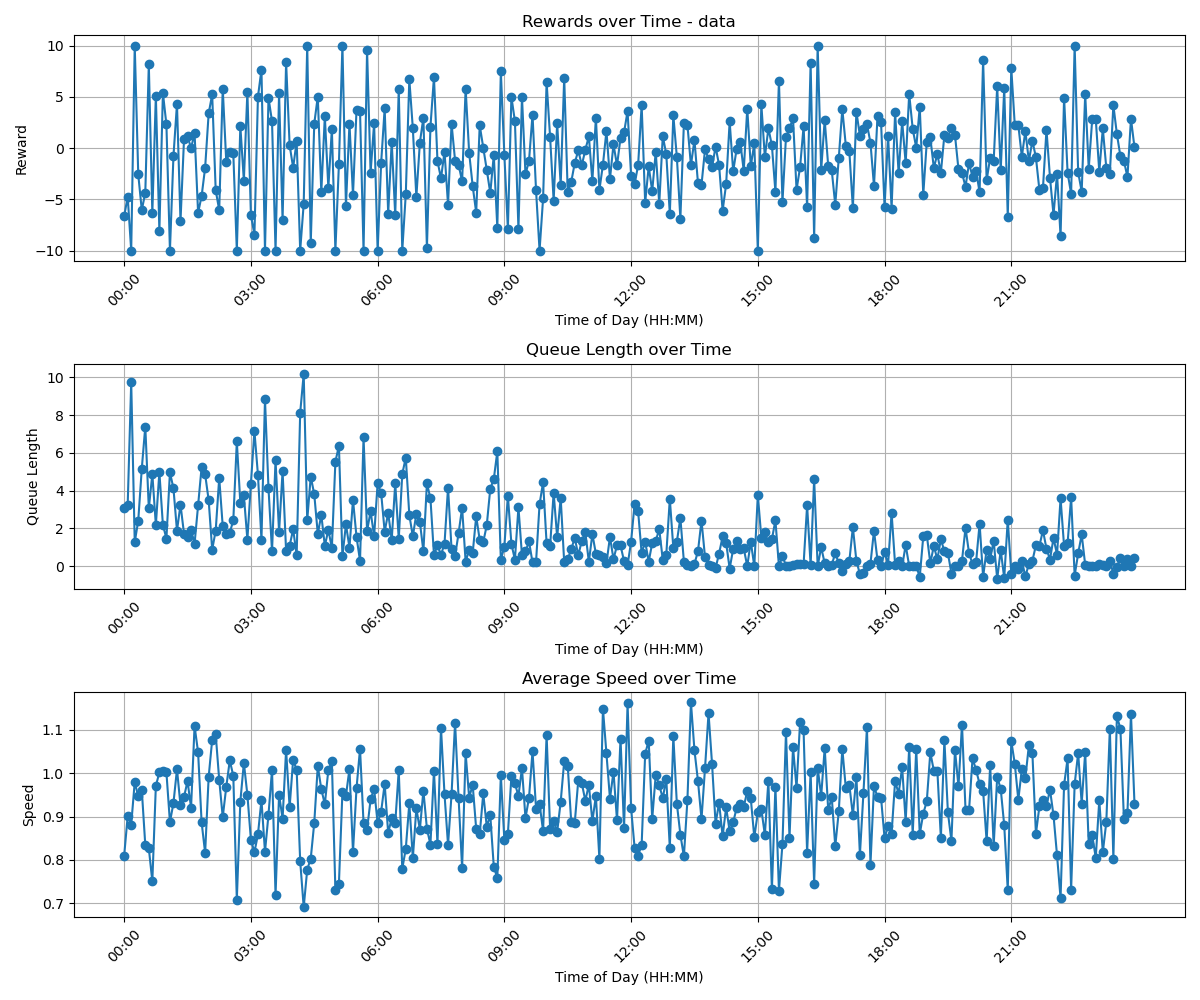 Rewards over Time - data
10
5
0
−5
−10
Reward
00:00 03:00 06:00 09:00 12:00 15:00 18:00 21:00
Time of Day (HH:MM)
Queue Length over Time
10
8
6
4
2
0
Queue Length
00:00 03:00 06:00 09:00 12:00 15:00 18:00 21:00
Time of Day (HH:MM)
Average Speed over Time
1.1
1.0
0.9
0.8
0.7
Speed
00:00 03:00 06:00 09:00 12:00 15:00 18:00 21:00
Time of Day (HH:MM)